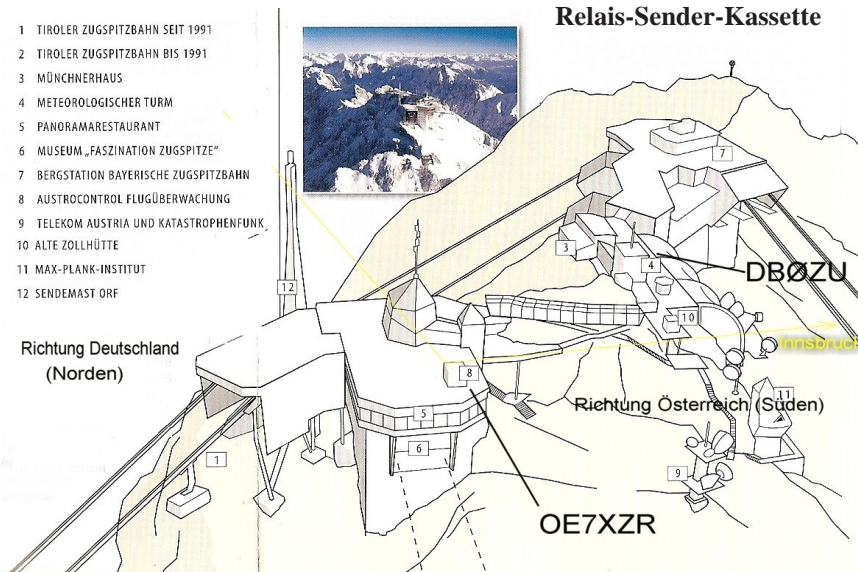 Relais-Sender-Kassette
1 TIROLER ZUGSPITZBAHN SEIT 1991
2 TIROLER ZUGSPITZBAHN BIS 1991
3 MÜNCHNERHAUS
4 METEOROLOGISCHER TURM
5 PANORAMARESTAURANT
6 MUSEUM „FASZINATION ZUGSPITZE“
7 BERGSTATION BAYERISCHE ZUGSPITZBAHN
8 AUSTROCONTROL FLUGÜBERWACHUNG
9 TELEKOM AUSTRIA UND KATASTROPHENFUNK
10 ALTE ZOLLHÜTTE
11 MAX-PLANK-INSTITUT
12 SENDEMAST ORF
7
3
4
DBØZU
12
10
Innsbruck
Richtung Deutschland
(Norden)
8
11
Richtung Österreich (Süden)
5
6
1
9
OE7XZR